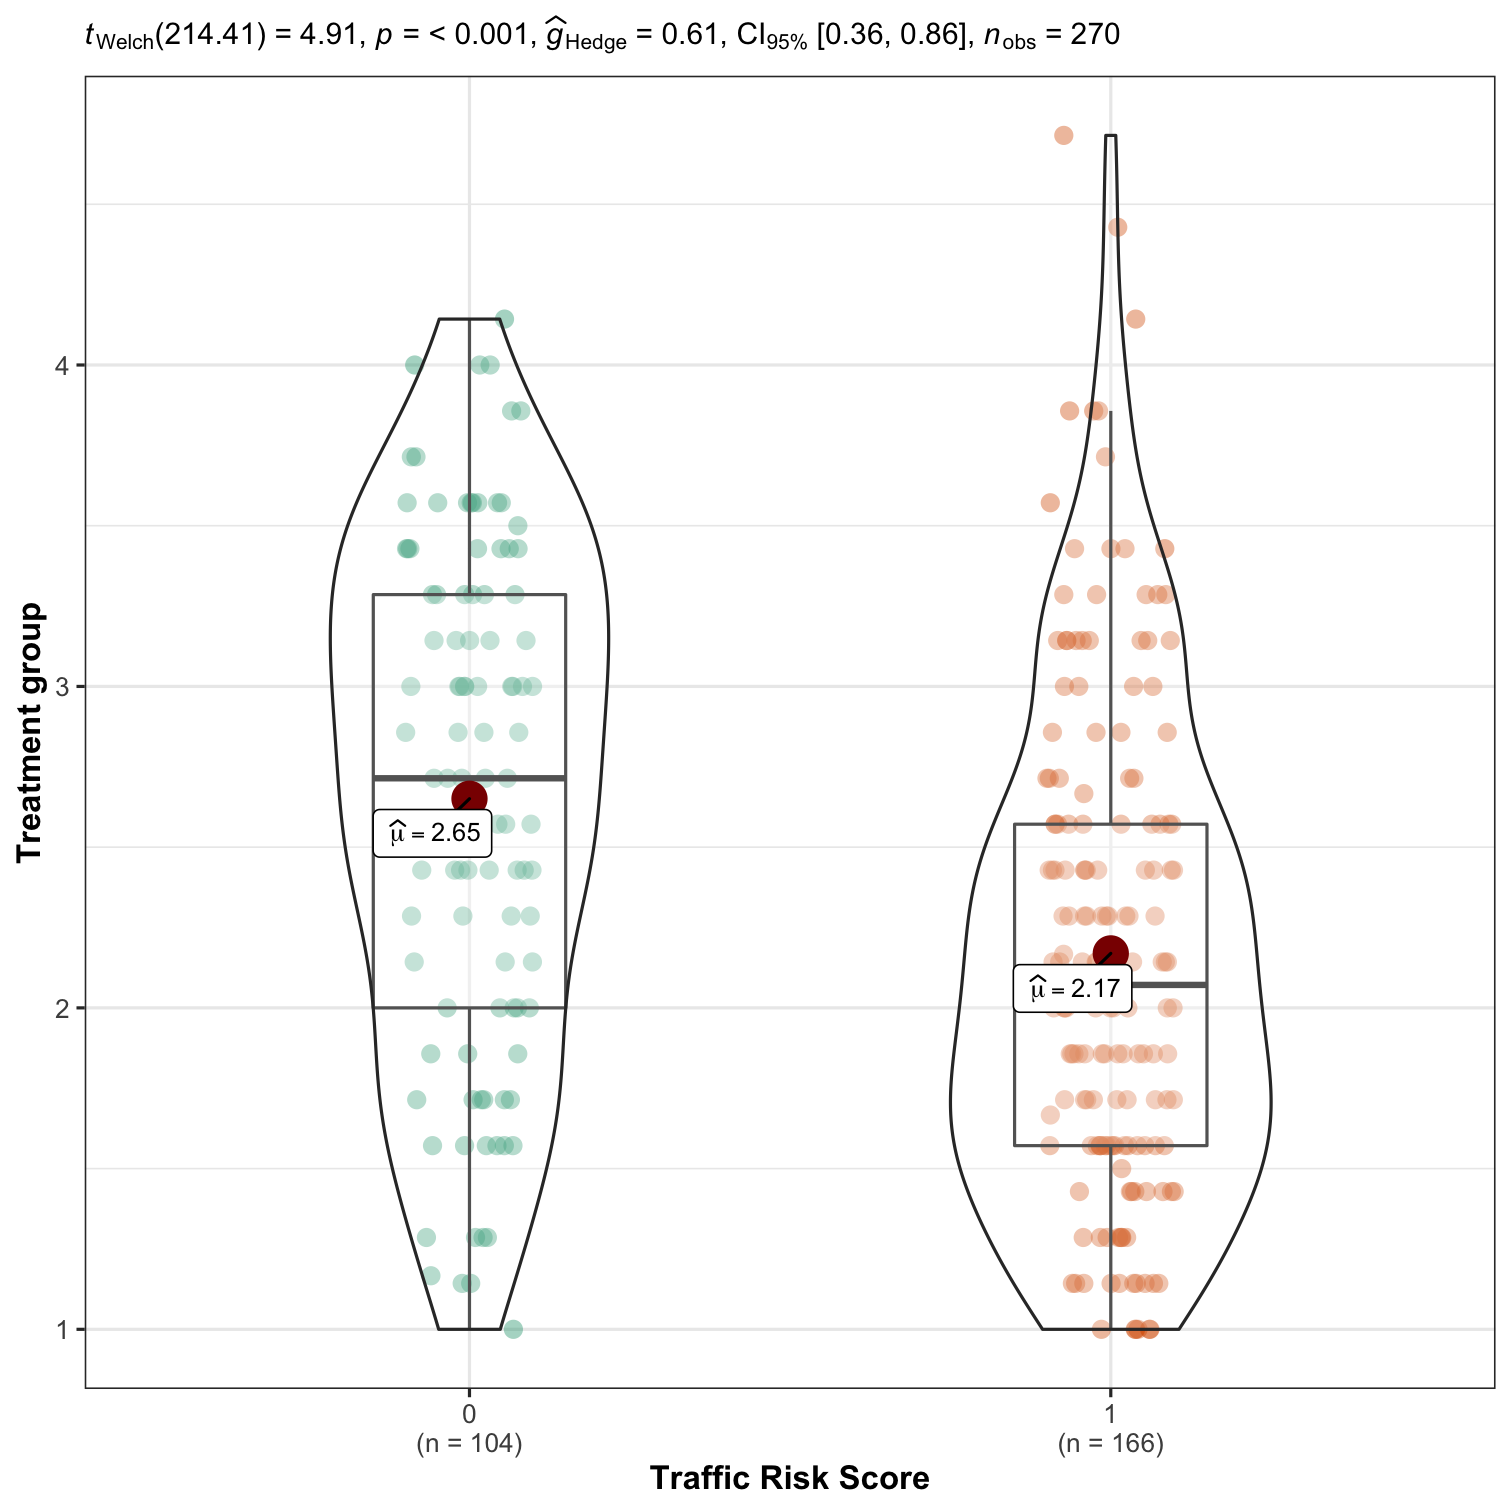 tWelch(214.41) = 4.91, p = < 0.001, ĝHedge = 0.61, CI95% [0.36, 0.86], nobs = 270
4
3
2
1
Treatment group
μ̂ = 2.65
μ̂ = 2.17
0
(n = 104)
1
(n = 166)
Traffic Risk Score